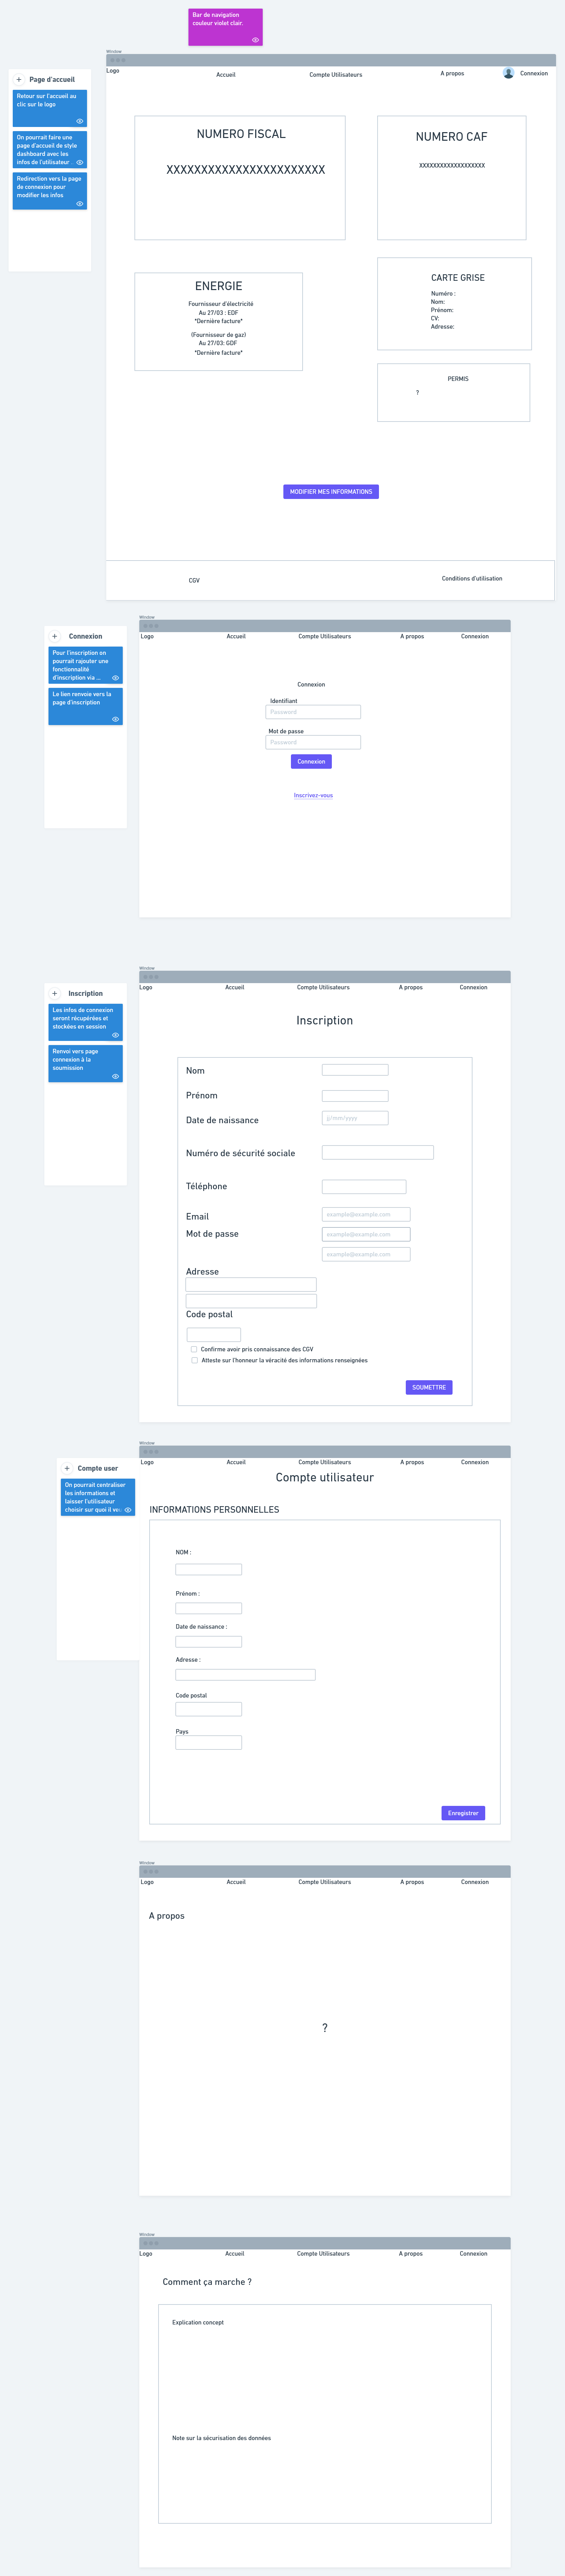 Bar de navigation
couleur violet clair.
Window
Logo
Accueil
Compte Utilisateurs
A propos
Connexion
Page d'accueil
Retour sur l'accueil au
clic sur le logo
On pourrait faire une
page d'accueil de style
dashboard avec les
infos de l'utilisateur
Redirection vers la page
de connexion pour
modifier les infos
NUMERO FISCAL
XXXXXXXXXXXXXXXXXXXXXXX
NUMERO CAF
XXXXXXXXXXXXXXXXXXX
ENERGIE
Fournisseur d'électricité
Au 27/03 : EDF
*Dernière facture*
(Fournisseur de gaz)
Au 27/03: GDF
*Dernière facture*
CARTE GRISE
Numéro :
Nom:
Prénom:
CV:
Adresse:
PERMIS
?
MODIFIER MES INFORMATIONS
CGV
Conditions d'utilisation
Window
Logo
Accueil
Compte Utilisateurs
A propos
Connexion
Connexion
Pour l'inscription on
pourrait rajouter une
fonctionnalité
d'inscription via ...
Le lien renvoie vers la
page d'inscription
Connexion
Identifiant
Password
Mot de passe
Password
Connexion
Inscrivez-vous
Window
Logo
Accueil
Compte Utilisateurs
A propos
Connexion
Inscription
Les infos de connexion
seront récupérées et
stockées en session
Renvoi vers page
connexion à la
soumission
Inscription
Nom
Prénom
Date de naissance
jj/mm/yyyy
Numéro de sécurité sociale
Téléphone
Email
example@example.com
Mot de passe
example@example.com
example@example.com
Adresse
Code postal
Confirme avoir pris connaissance des CGV
Atteste sur l'honneur la véracité des informations renseignées
SOUMETTRE
Window
Logo
Accueil
Compte Utilisateurs
A propos
Connexion
Compte user
On pourrait centraliser
les informations et
laisser l'utilisateur
choisir sur quoi il
Compte utilisateur
INFORMATIONS PERSONNELLES
NOM :
Prénom :
Date de naissance :
Adresse :
Code postal
Pays
Enregistrer
Window
Logo
Accueil
Compte Utilisateurs
A propos
Connexion
A propos
?
Window
Logo
Accueil
Compte Utilisateurs
A propos
Connexion
Comment ça marche ?
Explication concept
Note sur la sécurisation des données